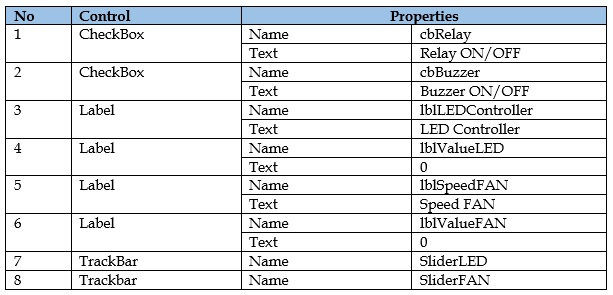 No Control Properties
1 CheckBox Name cbRelay
Text Relay ON/OFF
2 CheckBox Name cbBuzzer
Text Buzzer ON/OFF
3 Label Name lblLEDController
Text LED Controller
4 Label Name lblValueLED
Text 0
5 Label Name lblSpeedFAN
Text Speed FAN
6 Label Name lblValueFAN
Text 0
7 TrackBar Name SliderLED
8 Trackbar Name SliderFAN